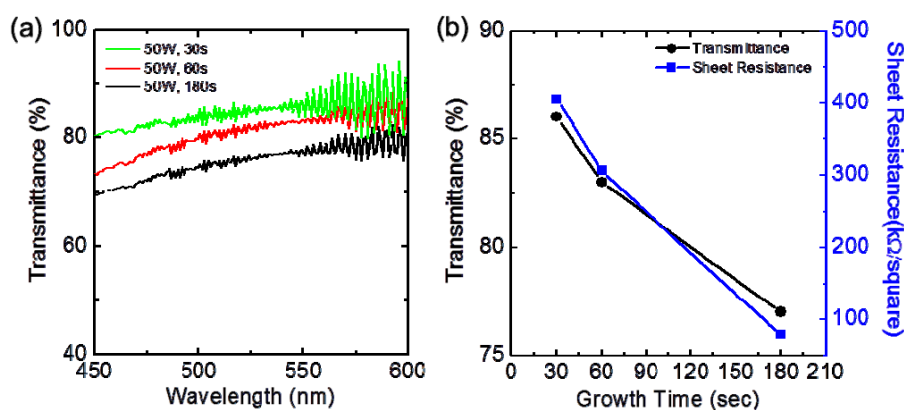 (a)
100
80
60
40
Transmittance (%)
50W, 30s
50W, 60s
50W, 180s
450
500
550
600
Wavelength (nm)
(b)
90
85
80
75
Transmittance (%)
Transmittance
Sheet Resistance
500
400
300
200
100
Sheet Resistance(kΩ/square)
0 30 60 90 120 150 180 210
Growth Time (sec)